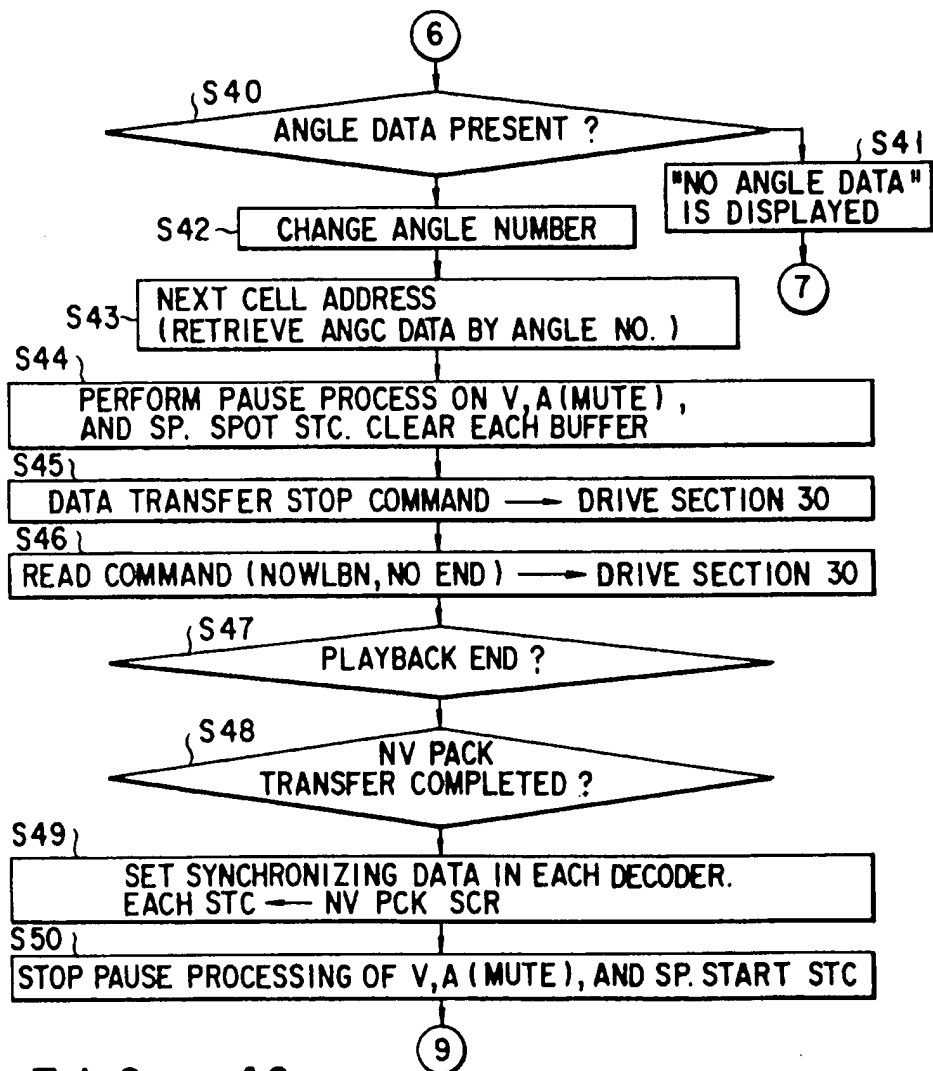 6
S40
ANGLE DATA PRESENT ?
S41
"NO ANGLE DATA"
IS DISPLAYED
7
S42
CHANGE ANGLE NUMBER
S43
NEXT CELL ADDRESS
(RETRIEVE ANGC DATA BY ANGLE NO. )
S44
PERFORM PAUSE PROCESS ON V,A(MUTE) ,
AND SP. SPOT STC. CLEAR EACH BUFFER
S45
DATA TRANSFER STOP COMMAND → DRIVE SECTION 30
S46
READ COMMAND (NOWLBN,NO END ) → DRIVE SECTION 30
S47
PLAYBACK END ?
S48
NV PACK
TRANSFER COMPLETED ?
S49
SET SYNCHRONIZING DATA IN EACH DECODER.
EACH STC ← NV PCK SCR
S50
STOP PAUSE PROCESSING OF V,A (MUTE), AND SP. START STC
9